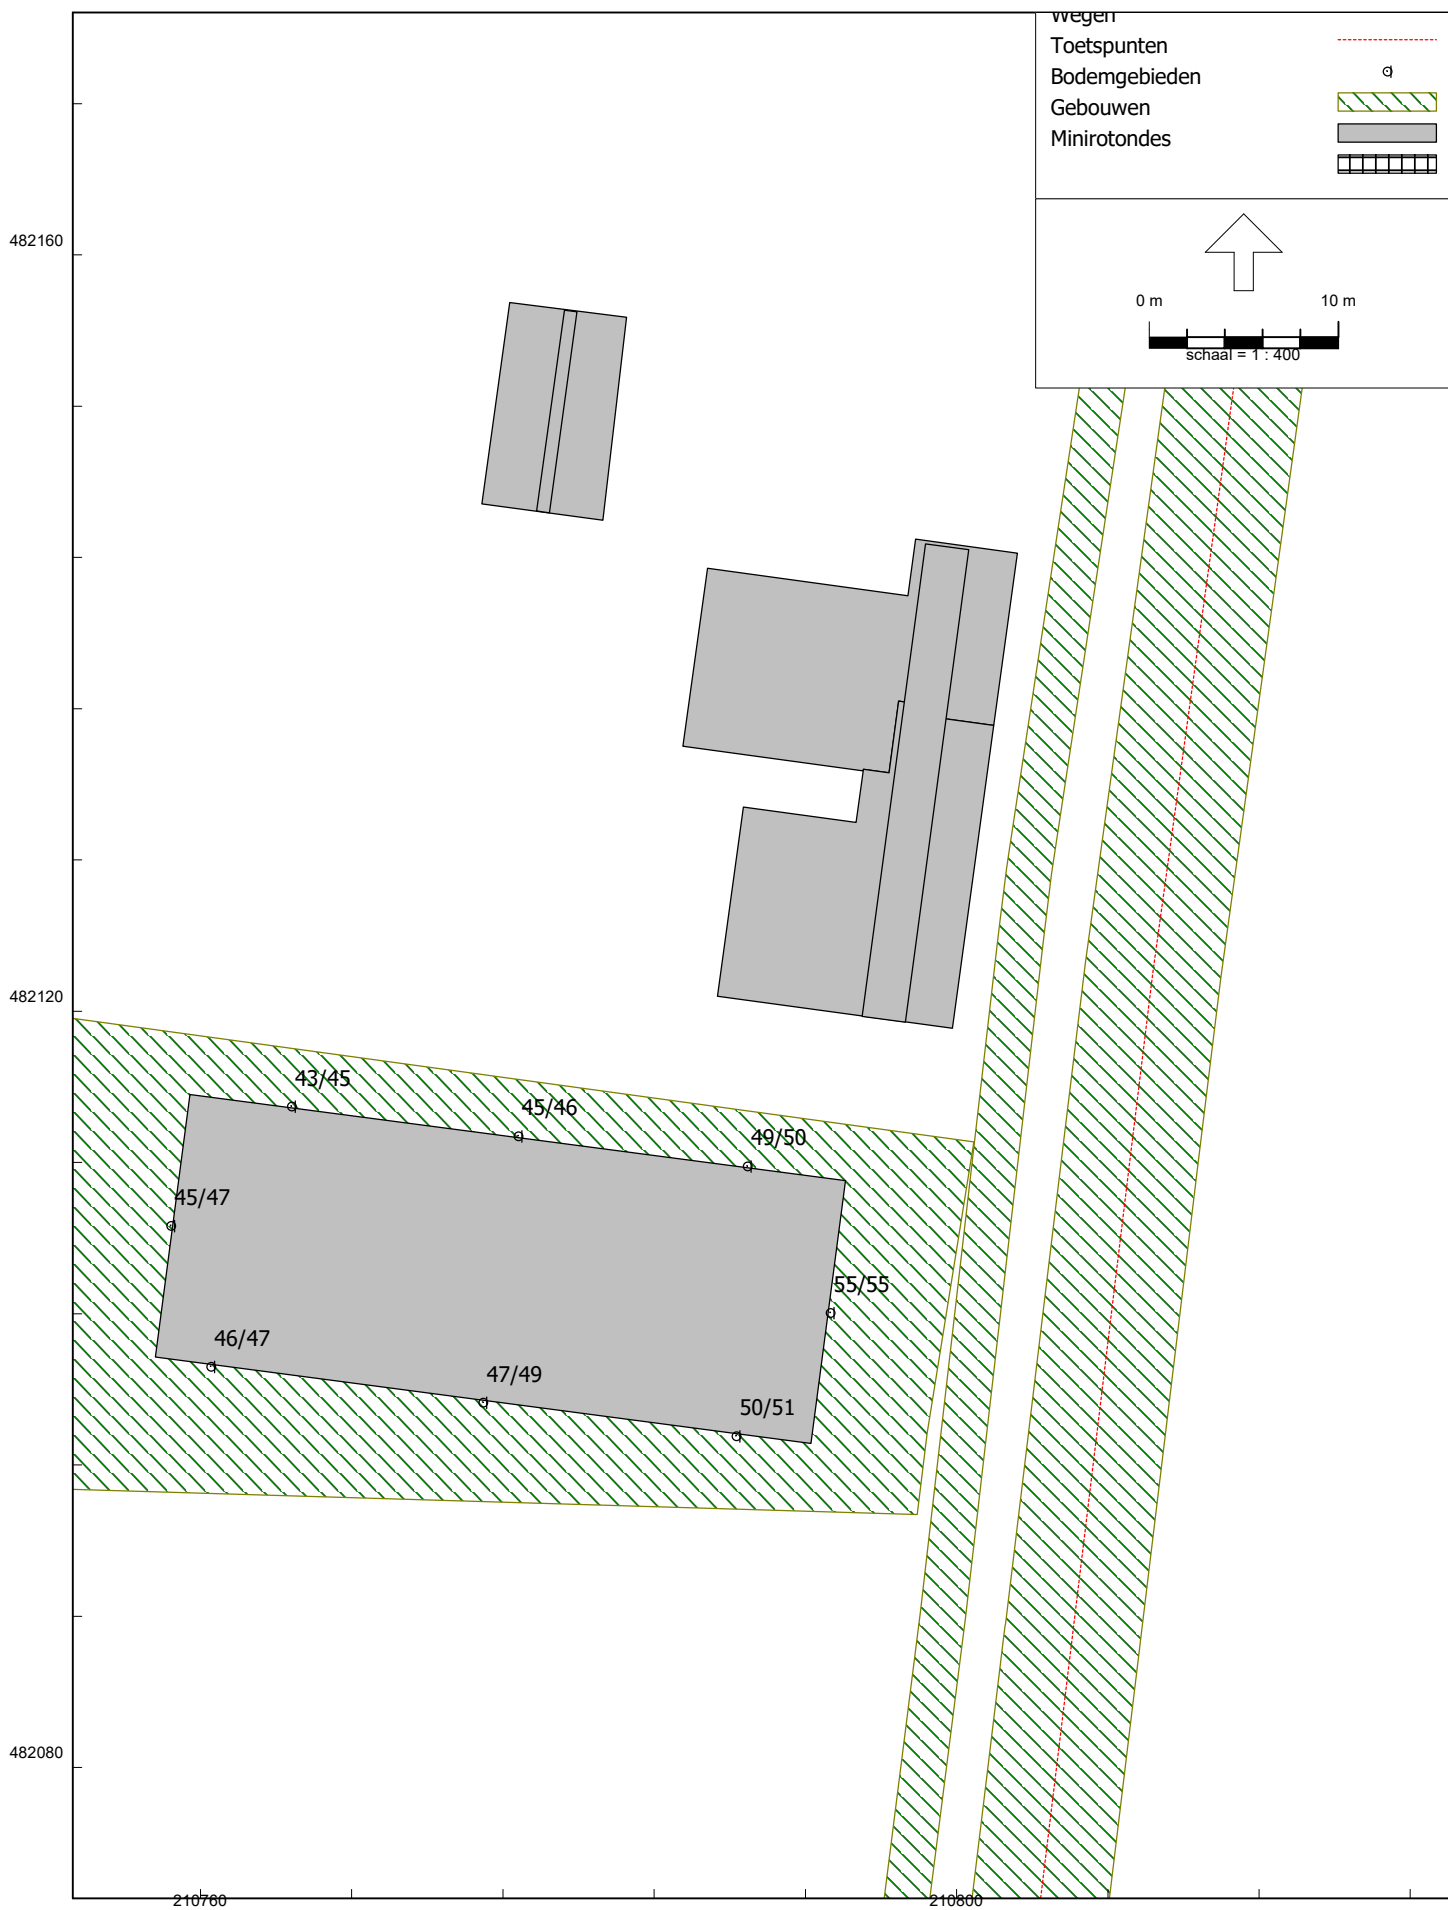 Wegen
Toetspunten
Bodemgebieden
Gebouwen
Minirotondes
482160
0 m 10 m
schaal = 1 : 400
482120
43/45
45/46
49/50
45/47
55/55
46/47
47/49
50/51
482080
210760 210800